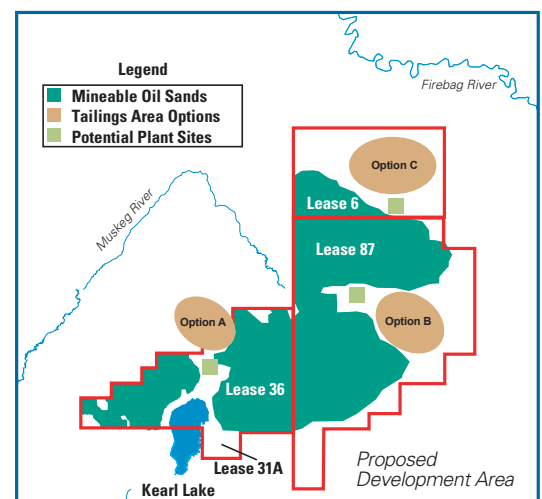 Legend
Mineable Oil Sands
Tailings Area Options
Potential Plant Sites
Firebag River
Muskeg River
Option C
Lease 6
Lease 87
Option A
Option B
Lease 36
Lease 31A
Kearl Lake
Proposed
Development Area